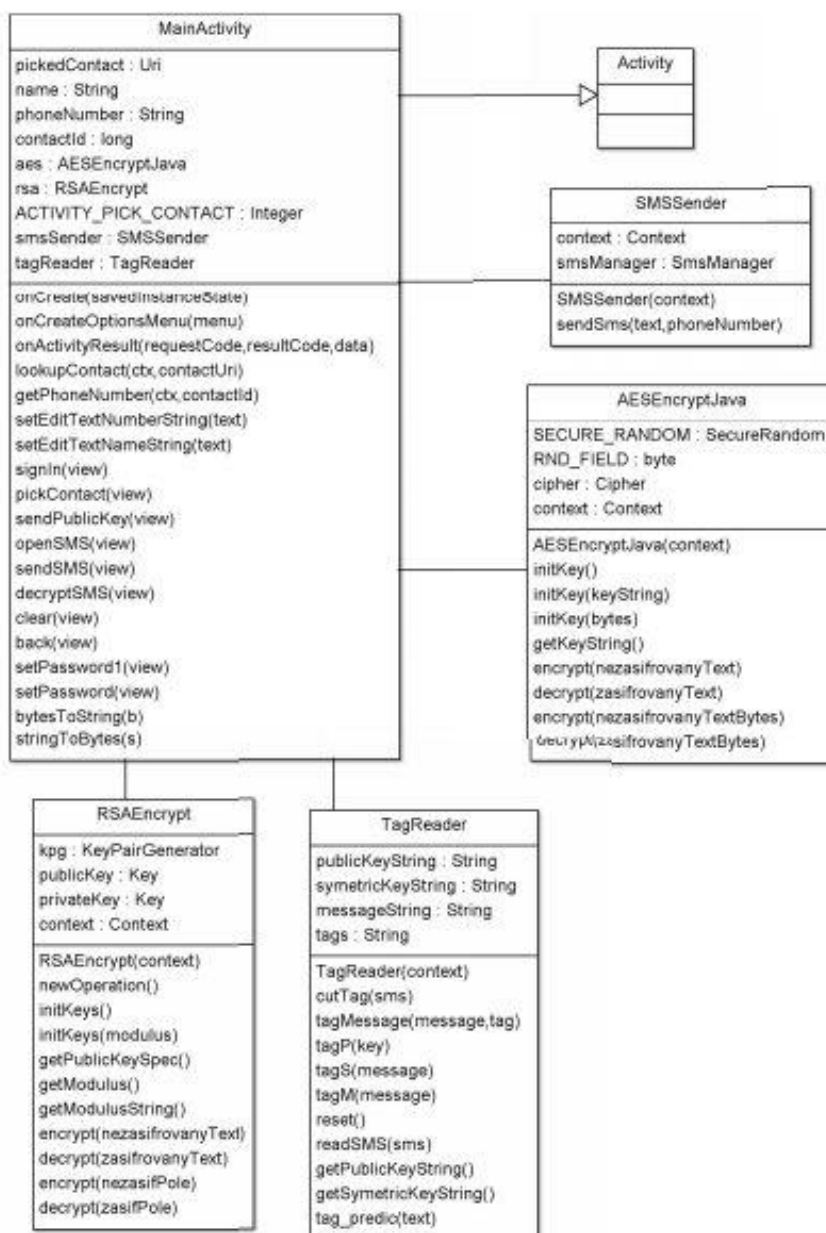 MainActivity
pickedContact : Uri
name : String
phoneNumber : String
contactId : long
aes : AESEncryptJava
rsa : RSAEncrypt
ACTIVITY_PICK_CONTACT : Integer
smsSender : SMSSender
tagReader : TagReader
onCreate(savedInstanceState)
onCreateOptionsMenu(menu)
onActivityResult(requestCode,resultCode,data)
lookupContact(ctx,contactUri)
getPhoneNumber(ctx,contactId)
setEditTextNumberString(text)
setEditTextNameString(text)
signIn(view)
pickContact(view)
sendPublicKey(view)
openSMS(view)
sendSMS(view)
decryptSMS(view)
clear(view)
back(view)
setPassword1(view)
setPassword(view)
bytesToString(b)
stringToBytes(s)
Activity
SMSSender
context : Context
smsManager : SmsManager
SMSSender(context)
sendSms(text,phoneNumber)
AESEncryptJava
SECURE_RANDOM : SecureRandom
RND_FIELD : byte
cipher : Cipher
context : Context
AESEncryptJava(context)
initKey()
initKey(keyString)
initKey(bytes)
getKeyString()
encrypt(nezasifrovanyText)
decrypt(zasifrovanyText)
encrypt(nezasifrovanyTextBytes)
decrypt(zasifrovanyTextBytes)
RSAEncrypt
kpg : KeyPairGenerator
publicKey : Key
privateKey : Key
context : Context
RSAEncrypt(context)
newOperation()
initKeys()
initKeys(modulus)
getPublicKeySpec()
getModulus()
getModulusString()
encrypt(nezasifrovanyText)
decrypt(zasifrovanyText)
encrypt(nezasifPole)
decrypt(zasifPole)
TagReader
publicKeyString : String
symetricKeyString : String
messageString : String
tags : String
TagReader(context)
cutTag(sms)
tagMessage(message,tag)
tagP(key)
tagS(message)
tagM(message)
reset()
readSMS(sms)
getPublicKeyString()
getSymetricKeyString()
tag_predic(text)